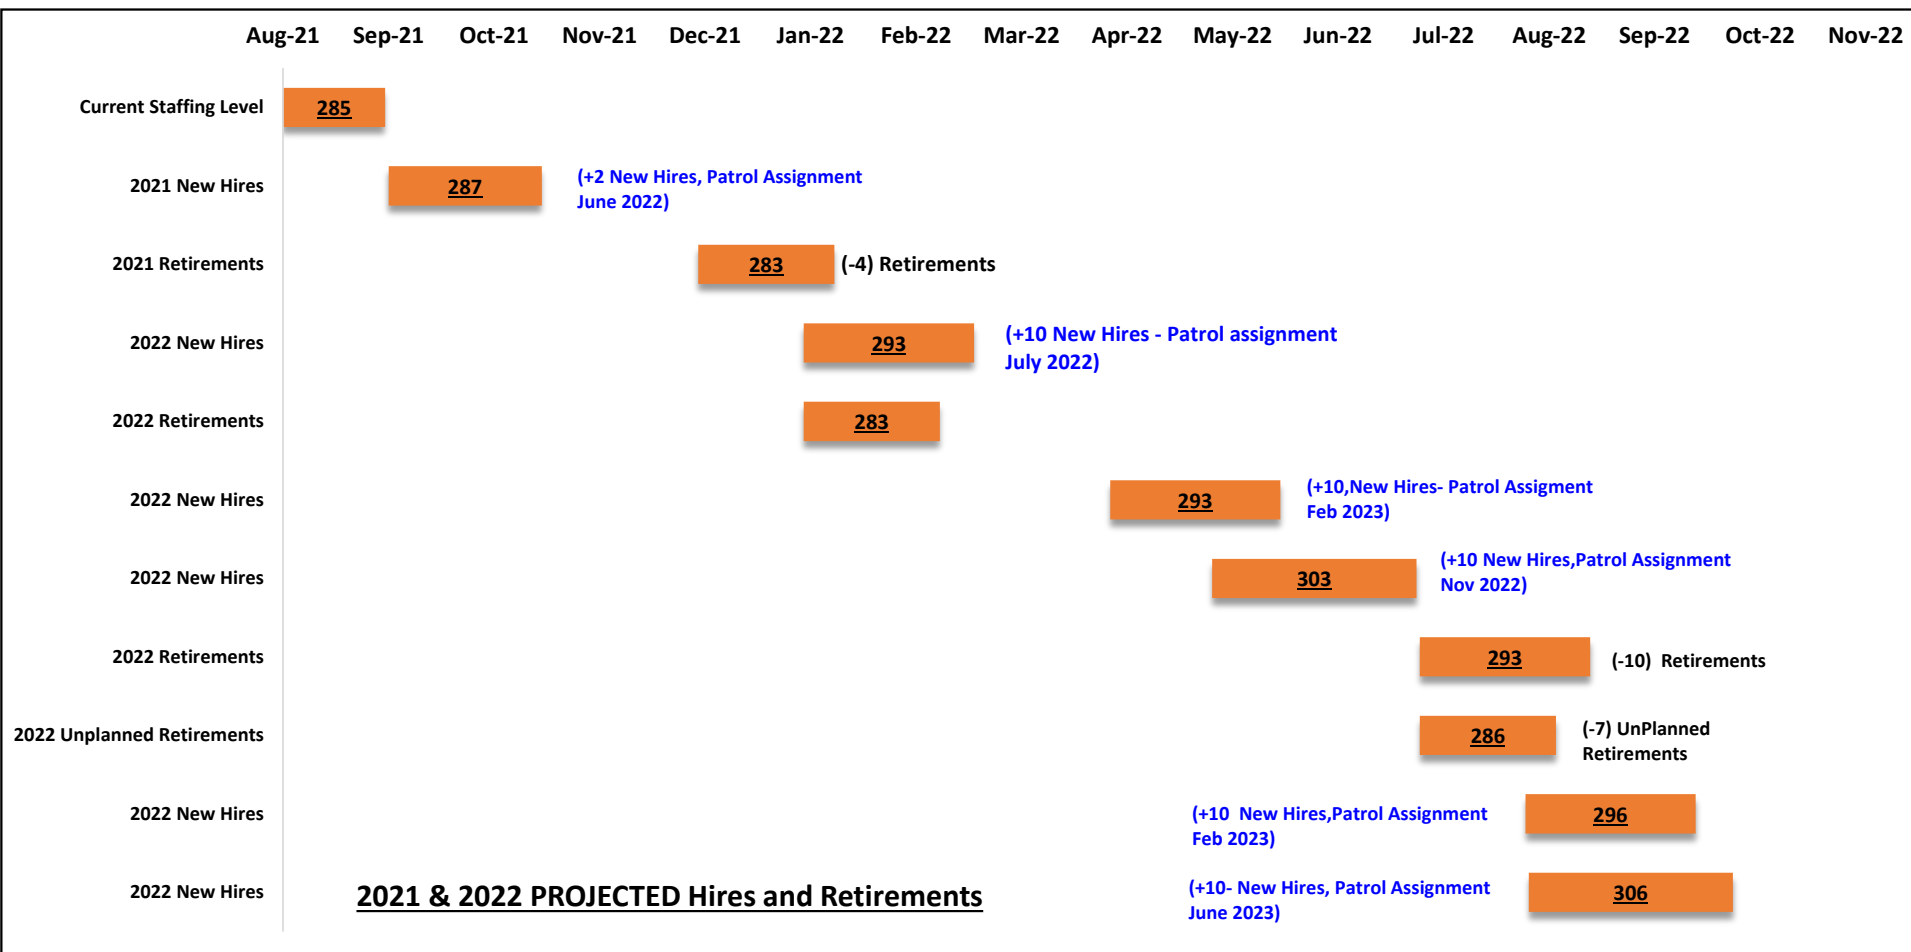 Aug-21 Sep-21 Oct-21 Nov-21 Dec-21 Jan-22 Feb-22 Mar-22 Apr-22 May-22 Jun-22 Jul-22 Aug-22 Sep-22 Oct-22 Nov-22
Current Staffing Level 285
2021 New Hires 287 (+2 New Hires, Patrol Assignment
June 2022)
2021 Retirements 283 (-4) Retirements
2022 New Hires 293 (+10 New Hires - Patrol assignment
July 2022)
2022 Retirements 283
2022 New Hires 293 (+10,New Hires- Patrol Assigment
Feb 2023)
2022 New Hires 303 (+10 New Hires,Patrol Assignment
Nov 2022)
2022 Retirements 293 (-10) Retirements
2022 Unplanned Retirements 286 (-7) UnPlanned
Retirements
2022 New Hires (+10 New Hires,Patrol Assignment
Feb 2023) 296
2022 New Hires (+10- New Hires, Patrol Assignment
June 2023) 306
2021 & 2022 PROJECTED Hires and Retirements